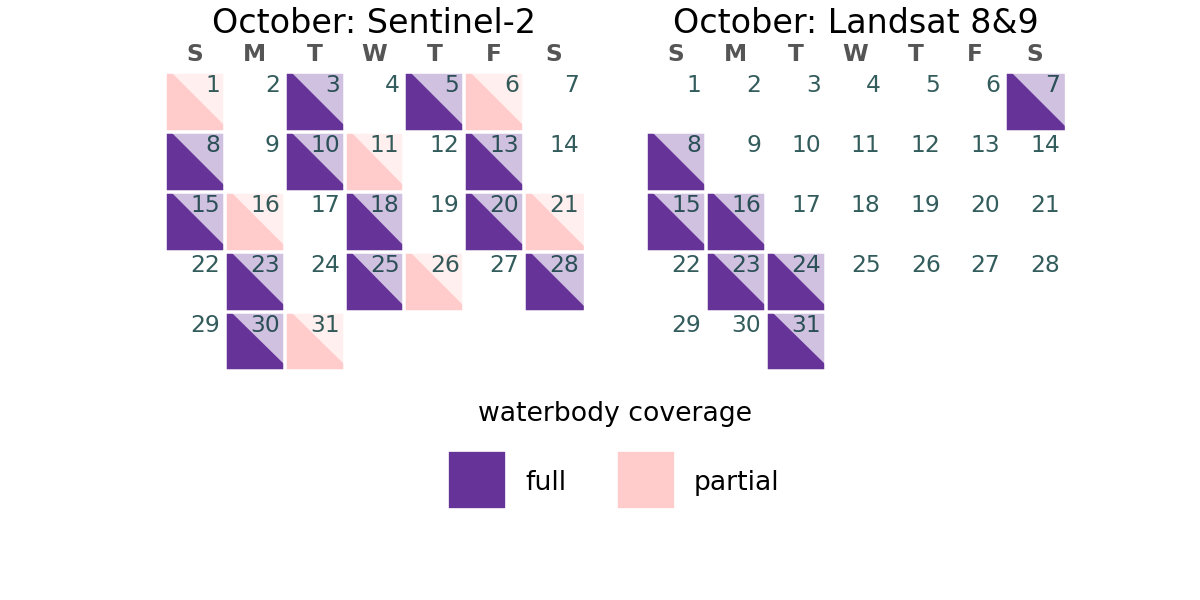 October: Sentinel-2
S M T W T F S
1 2 3 4 5 6 7
8 9 10 11 12 13 14
15 16 17 18 19 20 21
22 23 24 25 26 27 28
29 30 31
October: Landsat 8&9
S M T W T F S
1 2 3 4 5 6 7
8 9 10 11 12 13 14
15 16 17 18 19 20 21
22 23 24 25 26 27 28
29 30 31
waterbody coverage
full partial